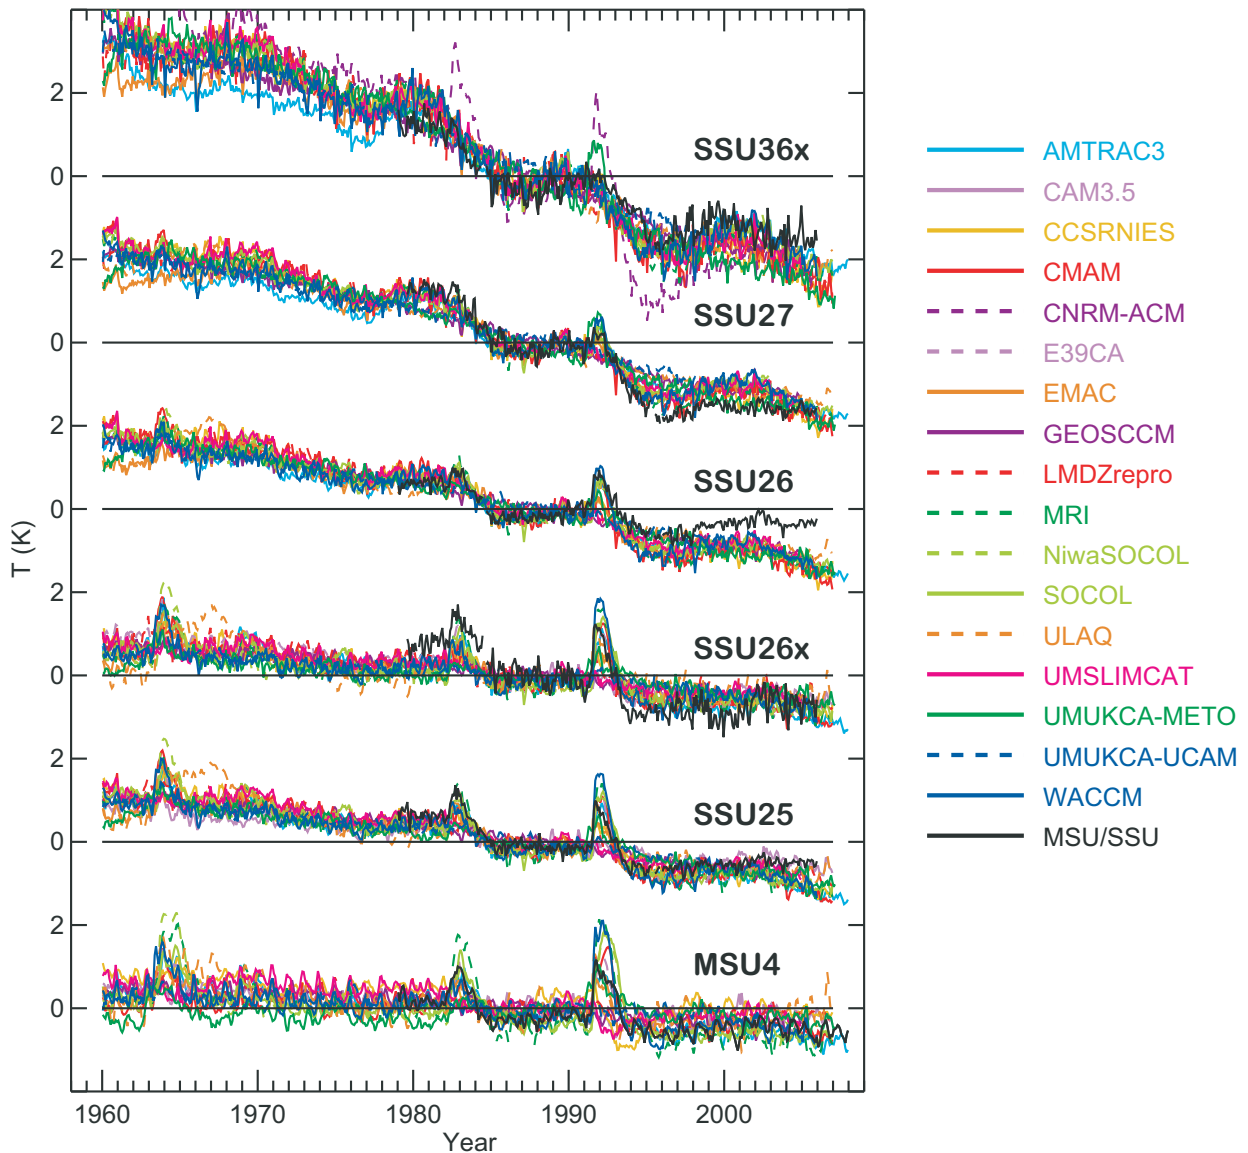 2
SSU36x
0
2
SSU27
0
2
SSU26
0
2
SSU26x
0
2
SSU25
0
2
MSU4
0
T (K)
1960
1970
1980
1990
2000
Year
AMTRAC3
CAM3.5
CCSRNIES
CMAM
CNRM-ACM
E39CA
EMAC
GEOSCCM
LMDZrepro
MRI
NiwaSOCOL
SOCOL
ULAQ
UMSLIMCAT
UMUKCA-METO
UMUKCA-UCAM
WACCM
MSU/SSU